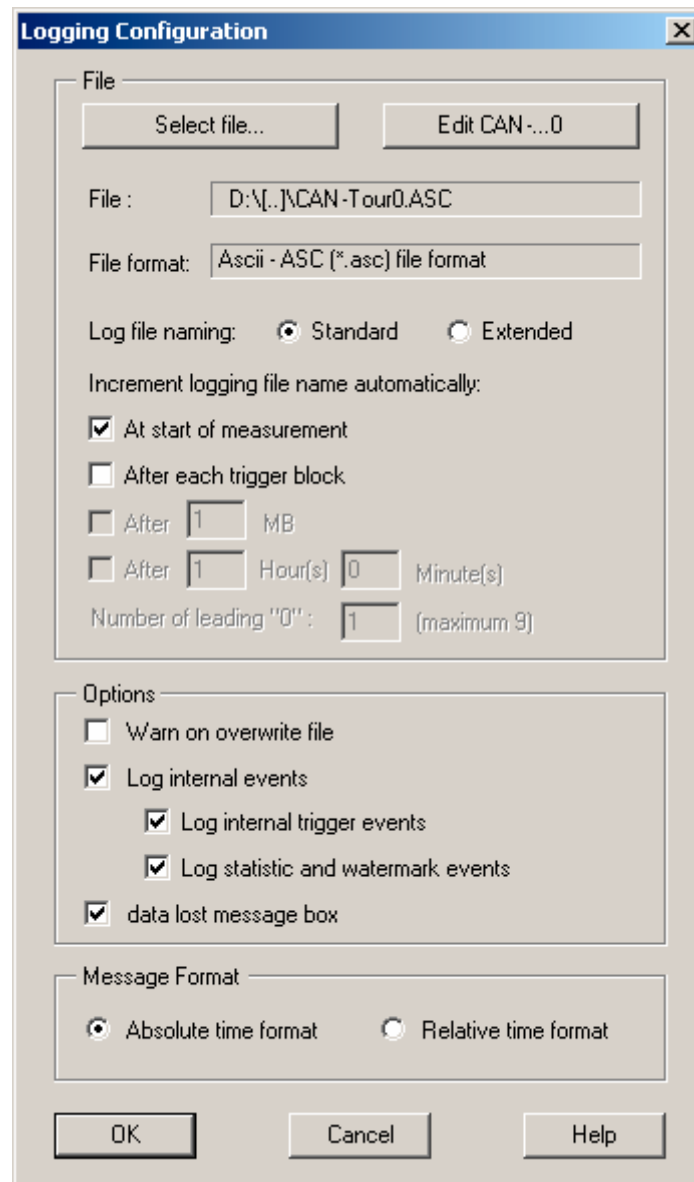 Logging Configuration
File
Select file... Edit CAN-...0
File : D:\[..]\CAN-Tour0.ASC
File format: Ascii - ASC (*.asc) file format
Log file naming: Standard Extended
Increment logging file name automatically:
At start of measurement
After each trigger block
After 1 MB
After 1 Hour(s) 0 Minute(s)
Number of leading "0" : 1 (maximum 9)
Options
Warn on overwrite file
Log internal events
Log internal trigger events
Log statistic and watermark events
data lost message box
Message Format
Absolute time format Relative time format
OK Cancel Help